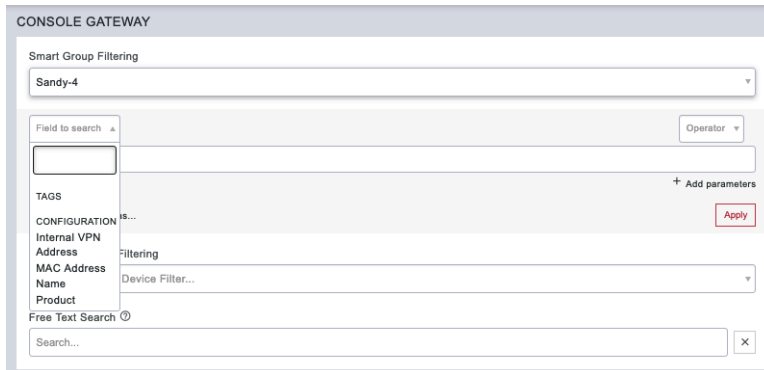 CONSOLE GATEWAY
Smart Group Filtering
Sandy-4
Field to search
Operator
+ Add parameters
TAGS
CONFIGURATION
as...
Apply
Internal VPN
Address
Filtering
MAC Address
Device Filter...
Name
Product
Free Text Search
Search...